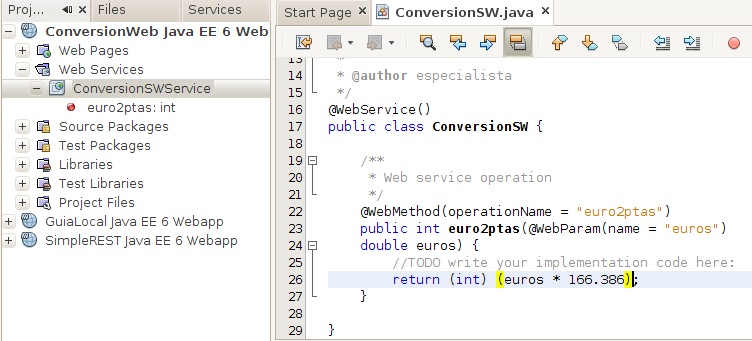 Proj...
Files
Services
ConversionWeb Java EE 6 Web
Web Pages
Web Services
ConversionSWService
euro2ptas: int
Source Packages
Test Packages
Libraries
Test Libraries
Project Files
GuiaLocal Java EE 6 Webapp
SimpleREST Java EE 6 Webapp
Start Page
ConversionSW.java
13 *
14 * @author especialista
15 */
16 @WebService()
17 public class ConversionSW {
18
19 /**
20 * Web service operation
21 */
22 @WebMethod(operationName = "euro2ptas")
23 public int euro2ptas(@WebParam(name = "euros")
24 double euros) {
25 //TODO write your implementation code here:
26 return (int) (euros * 166.386);
27 }
28
29 }